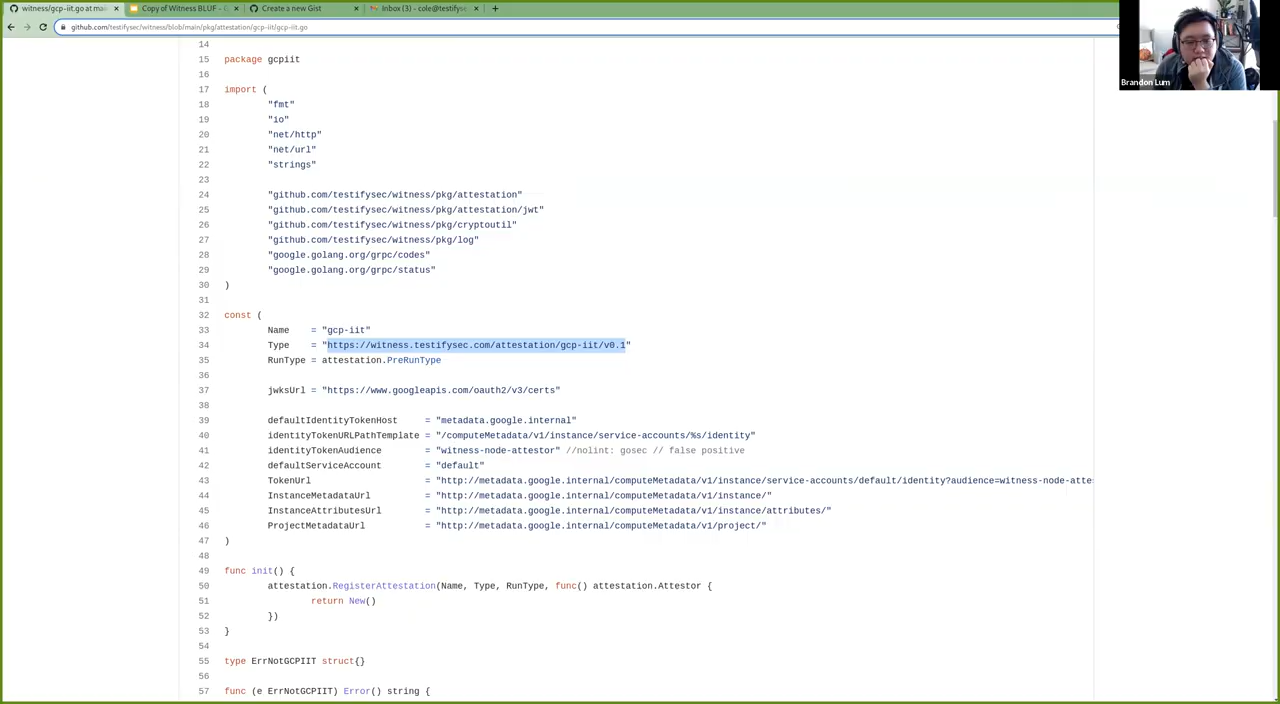 witness/gcp-iit.go at mai
Copy of Witness BLUF -
Create a new Gist
Inbox (3) - cole@testifyse
github.com/testifysec/witness/blob/main/pkg/attestation/gcp-iit/gcp-iit.go
Brandon Lum
14
15 package gcpiit
16
17 import (
18 "fmt"
19 "io"
20 "net/http"
21 "net/url"
22 "strings"
23
24 "github.com/testifysec/witness/pkg/attestation"
25 "github.com/testifysec/witness/pkg/attestation/jwt"
26 "github.com/testifysec/witness/pkg/cryptoutil"
27 "github.com/testifysec/witness/pkg/log"
28 "google.golang.org/grpc/codes"
29 "google.golang.org/grpc/status"
30 )
31
32 const (
33 Name = "gcp-iit"
34 Type = "https://witness.testifysec.com/attestation/gcp-iit/v0.1"
35 RunType = attestation.PreRunType
36
37 jwksUrl = "https://www.googleapis.com/oauth2/v3/certs"
38
39 defaultIdentityTokenHost = "metadata.google.internal"
40 identityTokenURLPathTemplate = "/computeMetadata/v1/instance/service-accounts/%s/identity"
41 identityTokenAudience = "witness-node-attestor" //nolint: gosec // false positive
42 defaultServiceAccount = "default"
43 TokenUrl = "http://metadata.google.internal/computeMetadata/v1/instance/service-accounts/default/identity?audience=witness-node-attes
44 InstanceMetadataUrl = "http://metadata.google.internal/computeMetadata/v1/instance/"
45 InstanceAttributesUrl = "http://metadata.google.internal/computeMetadata/v1/instance/attributes/"
46 ProjectMetadataUrl = "http://metadata.google.internal/computeMetadata/v1/project/"
47 )
48
49 func init() {
50 attestation.RegisterAttestation(Name, Type, RunType, func() attestation.Attestor {
51 return New()
52 })
53 }
54
55 type ErrNotGCPIIT struct{}
56
57 func (e ErrNotGCPIIT) Error() string {